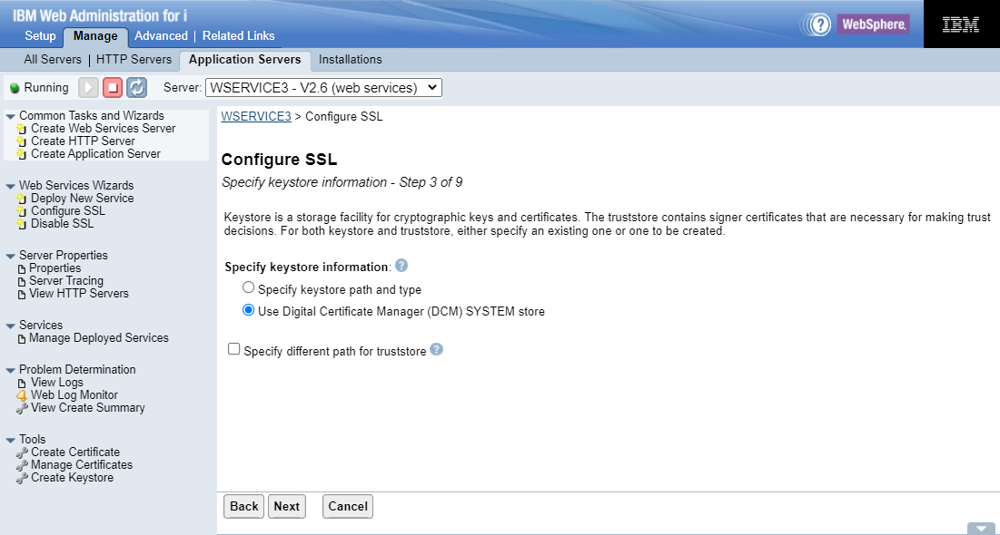 IBM Web Administration for i
Setup Manage Advanced | Related Links
? WebSphere. IBM
All Servers | HTTP Servers Application Servers Installations
Running Server: WSERVICE3 - V2.6 (web services)
Common Tasks and Wizards
Create Web Services Server
Create HTTP Server
Create Application Server
Web Services Wizards
Deploy New Service
Configure SSL
Disable SSL
Server Properties
Properties
Server Tracing
View HTTP Servers
Services
Manage Deployed Services
Problem Determination
View Logs
Web Log Monitor
View Create Summary
Tools
Create Certificate
Manage Certificates
Create Keystore
WSERVICE3 > Configure SSL
Configure SSL
Specify keystore information - Step 3 of 9
Keystore is a storage facility for cryptographic keys and certificates. The truststore contains signer certificates that are necessary for making trust
decisions. For both keystore and truststore, either specify an existing one or one to be created.
Specify keystore information: ?
Specify keystore path and type
Use Digital Certificate Manager (DCM) SYSTEM store
Specify different path for truststore ?
Back Next Cancel